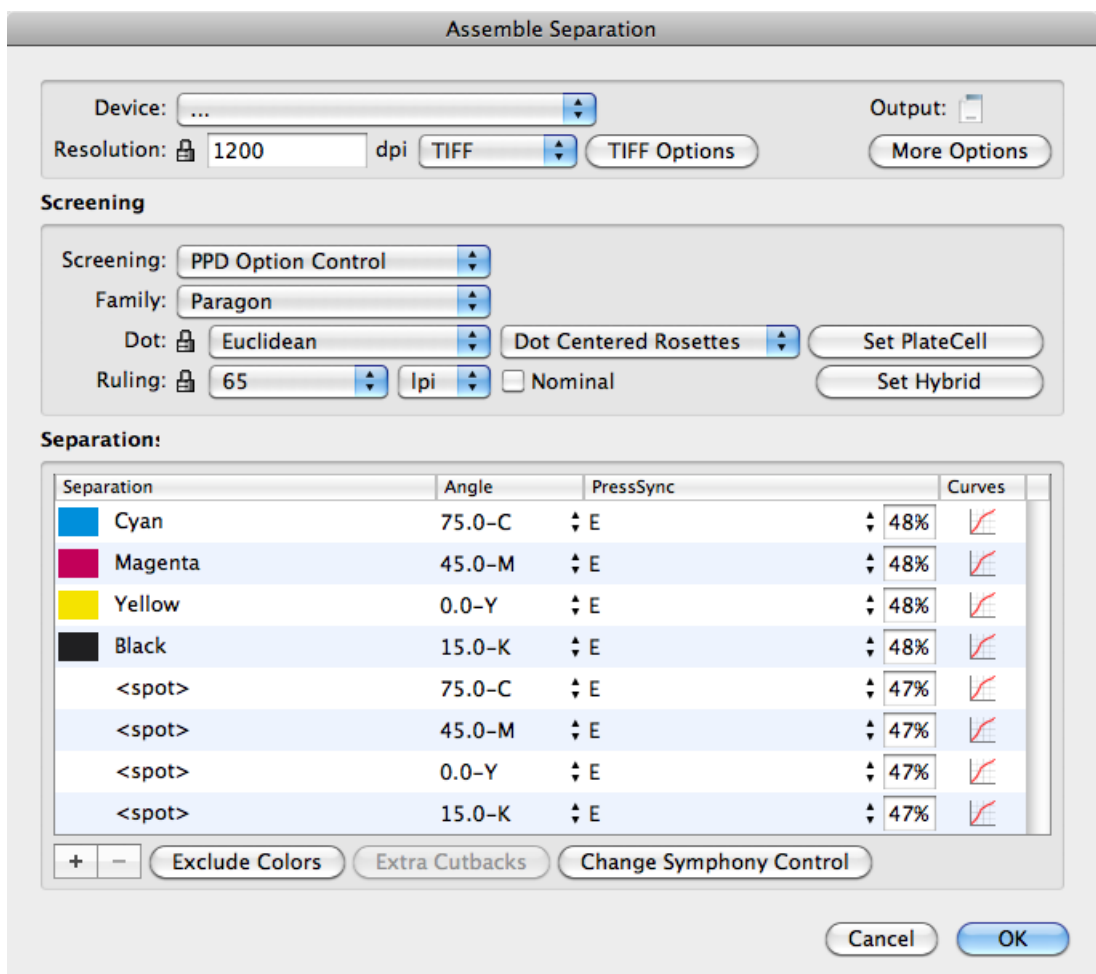 Assemble Separation
Device: ... Output:
Resolution: 1200 dpi TIFF TIFF Options More Options
Screening
Screening: PPD Option Control
Family: Paragon
Dot: Euclidean Dot Centered Rosettes Set PlateCell
Ruling: 65 lpi Nominal Set Hybrid
Separations
Separation Angle PressSync Curves
Cyan 75.0-C E 48%
Magenta 45.0-M E 48%
Yellow 0.0-Y E 48%
Black 15.0-K E 48%
<spot> 75.0-C E 47%
<spot> 45.0-M E 47%
<spot> 0.0-Y E 47%
<spot> 15.0-K E 47%
+ − Exclude Colors Extra Cutbacks Change Symphony Control
Cancel OK